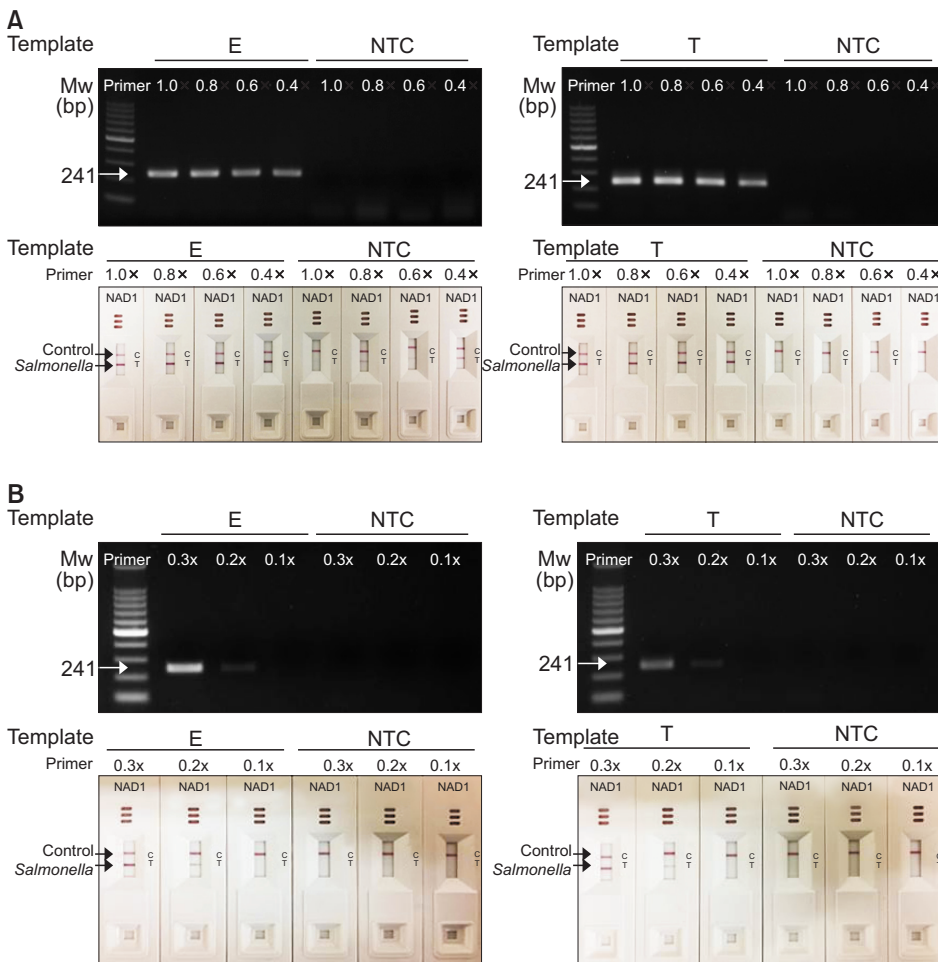 A
Template E NTC
Mw (bp) Primer 1.0× 0.8× 0.6× 0.4× 1.0× 0.8× 0.6× 0.4×
241
Template T NTC
Mw (bp) Primer 1.0× 0.8× 0.6× 0.4× 1.0× 0.8× 0.6× 0.4×
241
Template E NTC
Primer 1.0× 0.8× 0.6× 0.4× 1.0× 0.8× 0.6× 0.4×
NAD1 NAD1 NAD1 NAD1 NAD1 NAD1 NAD1 NAD1
Control C C C C C C C
Salmonella T T T T T T T
Template T NTC
Primer 1.0× 0.8× 0.6× 0.4× 1.0× 0.8× 0.6× 0.4×
NAD1 NAD1 NAD1 NAD1 NAD1 NAD1 NAD1 NAD1
Control C C C C C C C
Salmonella T T T T T T T
B
Template E NTC
Mw (bp) Primer 0.3x 0.2x 0.1x 0.3x 0.2x 0.1x
241
Template T NTC
Mw (bp) Primer 0.3x 0.2x 0.1x 0.3x 0.2x 0.1x
241
Template E NTC
Primer 0.3x 0.2x 0.1x 0.3x 0.2x 0.1x
NAD1 NAD1 NAD1 NAD1 NAD1 NAD1
Control C C C C C C
Salmonella T T T T T T
Template T NTC
Primer 0.3x 0.2x 0.1x 0.3x 0.2x 0.1x
NAD1 NAD1 NAD1 NAD1 NAD1 NAD1
Control C C C C C
Salmonella T T T T T